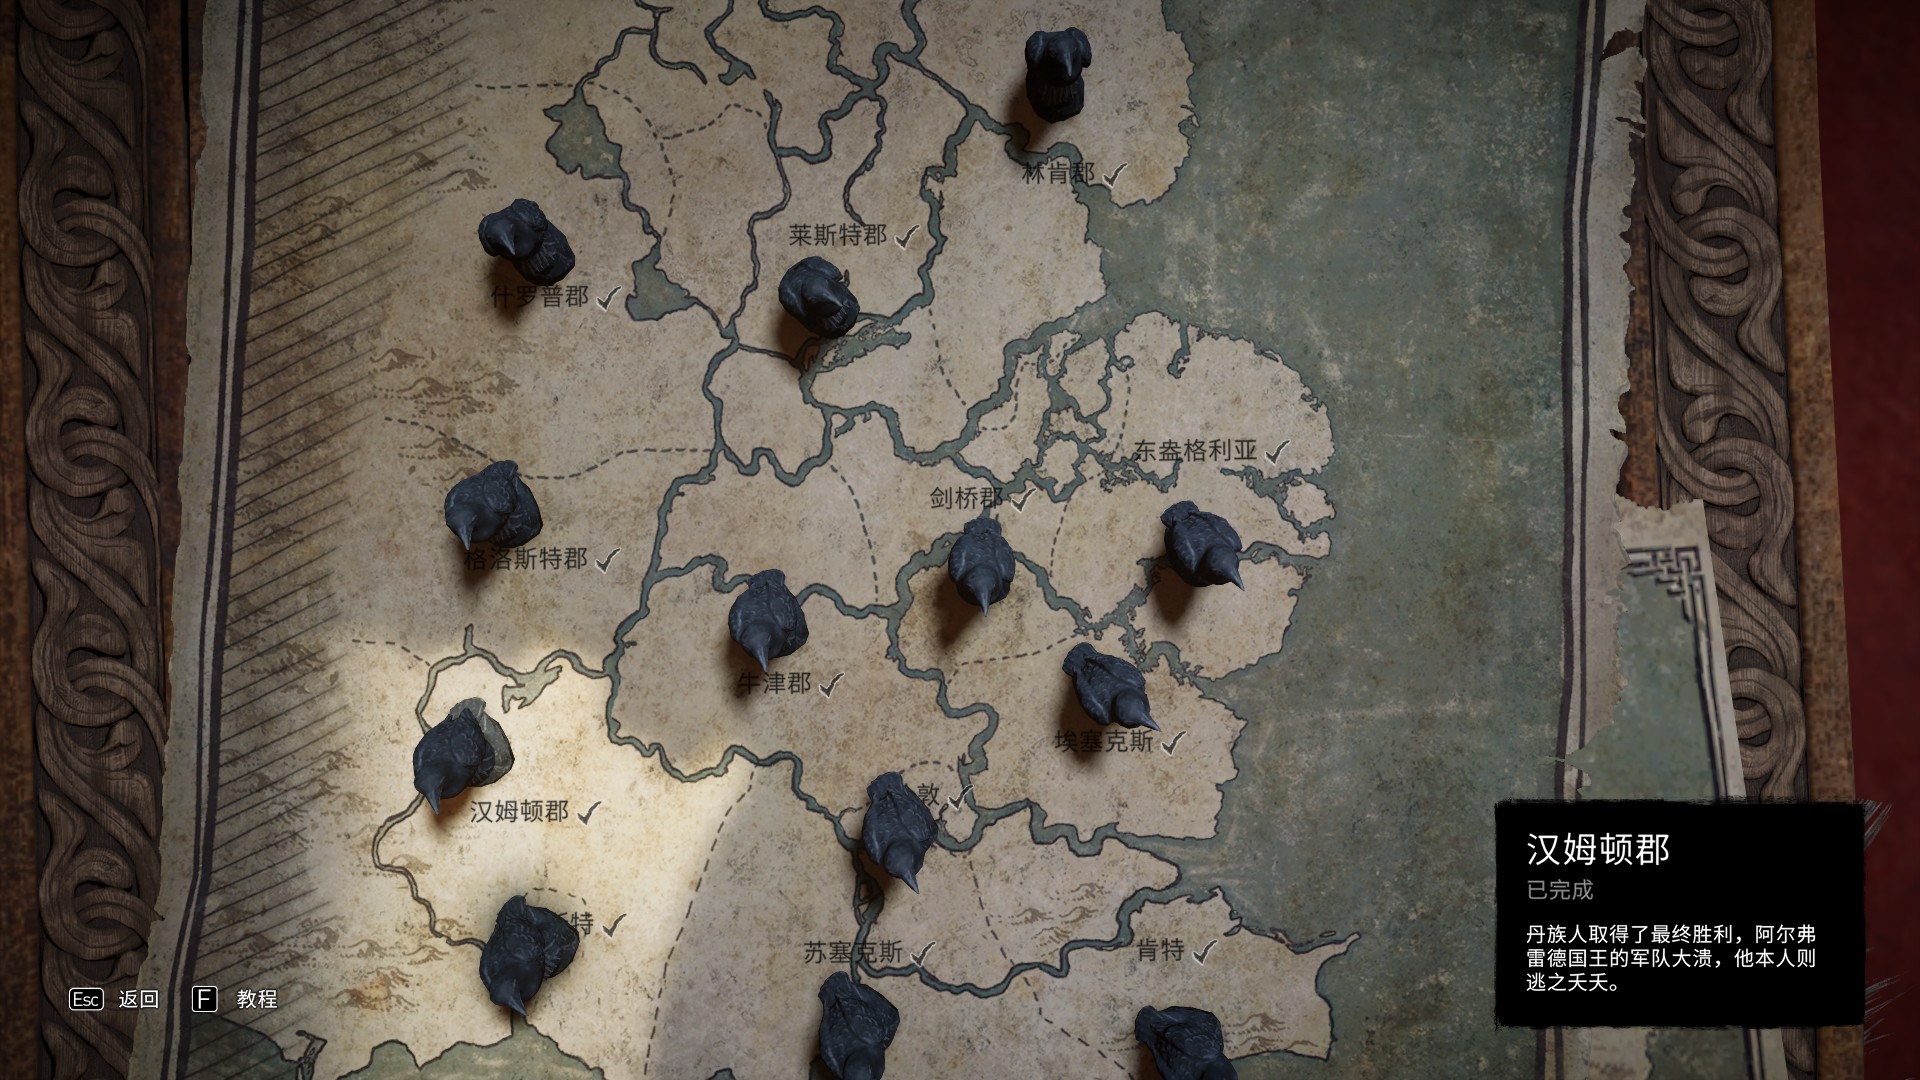 林肯郡
莱斯特郡
什罗普郡
东盎格利亚
剑桥郡
格洛斯特郡
牛津郡
埃塞克斯
敦
汉姆顿郡
特
苏塞克斯
肯特
汉姆顿郡
已完成
丹族人取得了最终胜利，阿尔弗
雷德国王的军队大溃，他本人则
逃之夭夭。
Esc 返回 F 教程